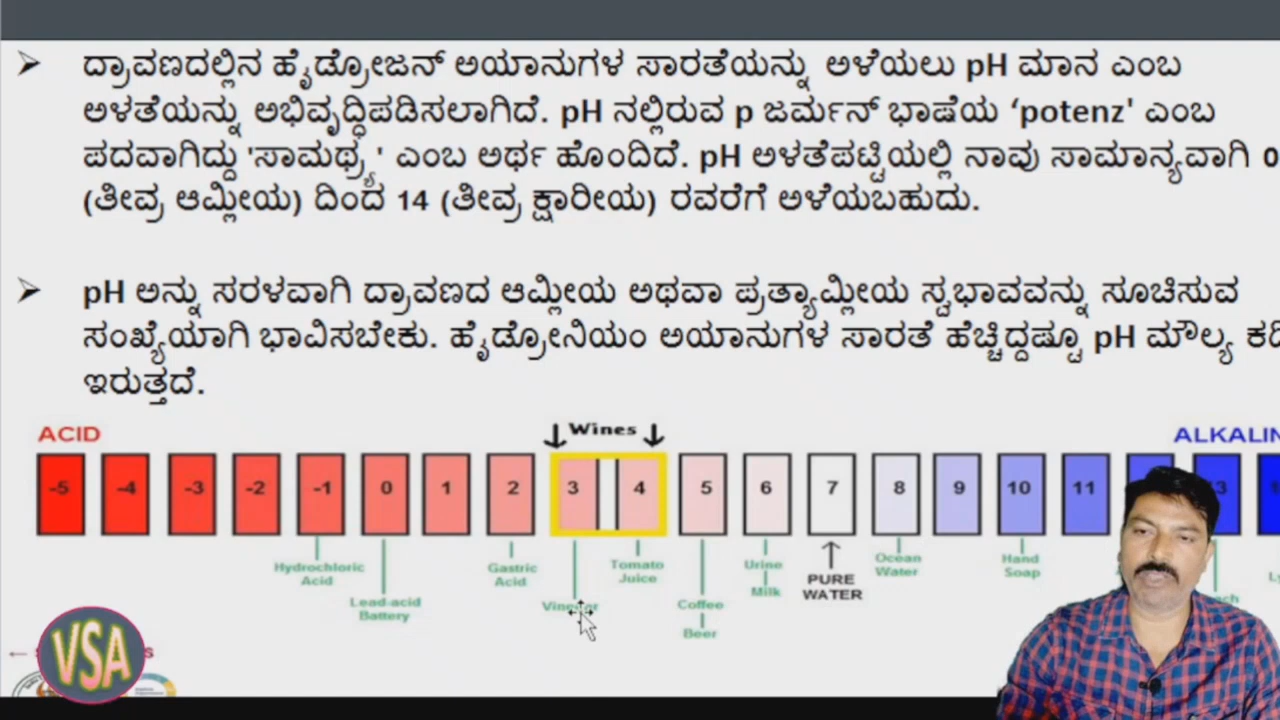 ದ್ರಾವಣದಲ್ಲಿನ ಹೈಡ್ರೋಜನ್ ಅಯಾನುಗಳ ಸಾರತೆಯನ್ನು ಅಳೆಯಲು pH ಮಾನ ಎಂಬ
ಅಳತೆಯನ್ನು ಅಭಿವೃದ್ಧಿಪಡಿಸಲಾಗಿದೆ. pH ನಲ್ಲಿರುವ p ಜರ್ಮನ್ ಭಾಷೆಯ ‘potenz' ಎಂಬ
ಪದವಾಗಿದ್ದು 'ಸಾಮರ್ಥ್ಯ' ಎಂಬ ಅರ್ಥ ಹೊಂದಿದೆ. pH ಅಳತೆಪಟ್ಟಿಯಲ್ಲಿ ನಾವು ಸಾಮಾನ್ಯವಾಗಿ 0
(ತೀವ್ರ ಆಮ್ಲೀಯ) ದಿಂದ 14 (ತೀವ್ರ ಕ್ಷಾರೀಯ) ರವರೆಗೆ ಅಳೆಯಬಹುದು.
pH ಅನ್ನು ಸರಳವಾಗಿ ದ್ರಾವಣದ ಆಮ್ಲೀಯ ಅಥವಾ ಪ್ರತ್ಯಾಮ್ಲೀಯ ಸ್ವಭಾವವನ್ನು ಸೂಚಿಸುವ
ಸಂಖ್ಯೆಯಾಗಿ ಭಾವಿಸಬೇಕು. ಹೈಡ್ರೋನಿಯಂ ಅಯಾನುಗಳ ಸಾರತೆ ಹೆಚ್ಚಿದ್ದಷ್ಟೂ pH ಮೌಲ್ಯ
ಇರುತ್ತದೆ.
Wines
ACID ALKALIN
-5 -4 -3 -2 -1 0 1 2 3 4 5 6 7 8 9 10 11
Hydrochloric Acid
Lead-acid Battery
Gastric Acid
Vinegar
Tomato Juice
Coffee
Beer
Urine
Milk
PURE WATER
Ocean Water
Hand Soap
VSA